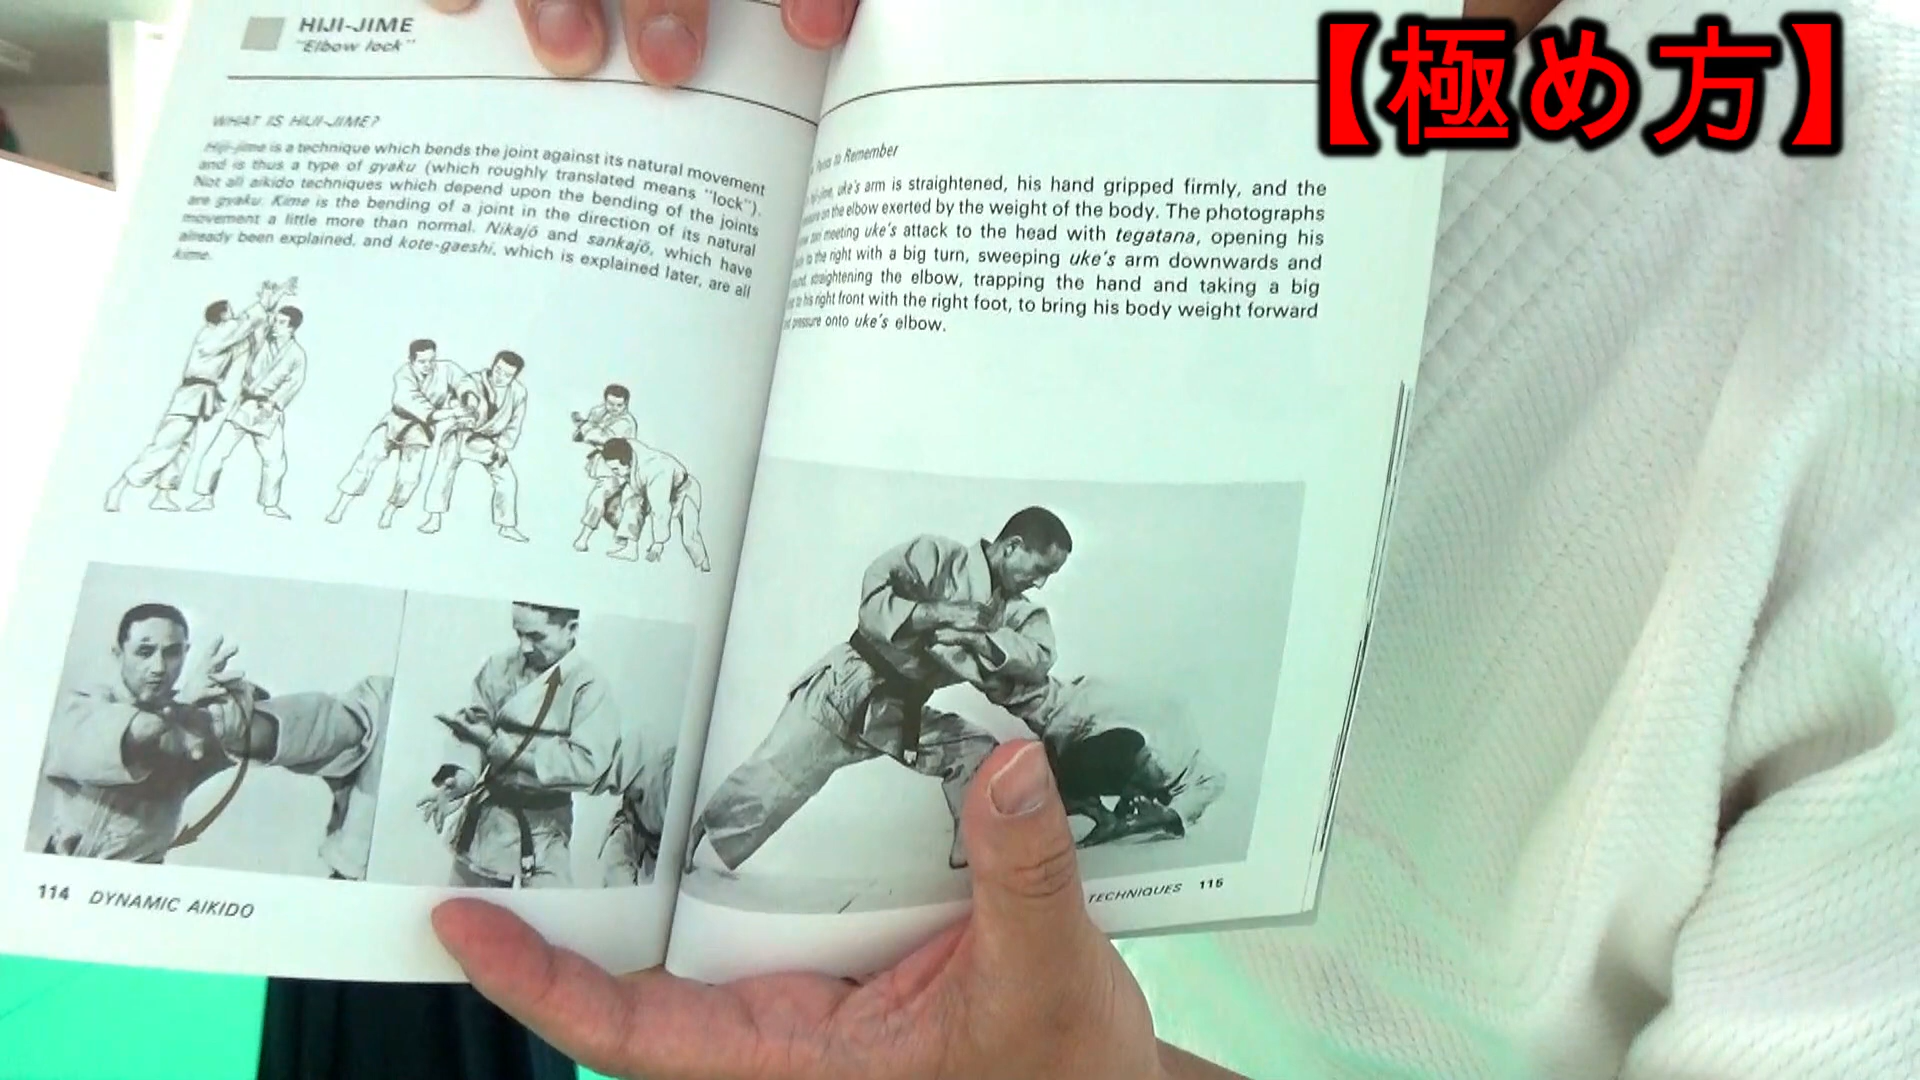 HIJI-JIME
"Elbow lock"
WHAT IS HIJI-JIME?
Hiji-jime is a technique which bends the joint against its natural movement
and is thus a type of gyaku (which roughly translated means "lock").
Not all aikido techniques which depend upon the bending of the joints
are gyaku. Kime is the bending of a joint in the direction of its natural
movement a little more than normal. Nikajō and sankajō, which have
already been explained, and kote-gaeshi, which is explained later, are all
kime.
114 DYNAMIC AIKIDO
【極め方】
to Remember
uke's arm is straightened, his hand gripped firmly, and the
on the elbow exerted by the weight of the body. The photographs
meeting uke's attack to the head with tegatana, opening his
to the right with a big turn, sweeping uke's arm downwards and
straightening the elbow, trapping the hand and taking a big
to his right front with the right foot, to bring his body weight forward
pressure onto uke's elbow.
TECHNIQUES 115